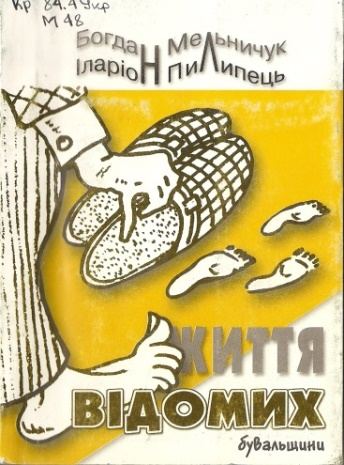 Кр 84.4Укр
М 48
Богдан Мельничук
Іларіон Пилипець
ЖИТТЯ
ВІДОМИХ
бувальщини